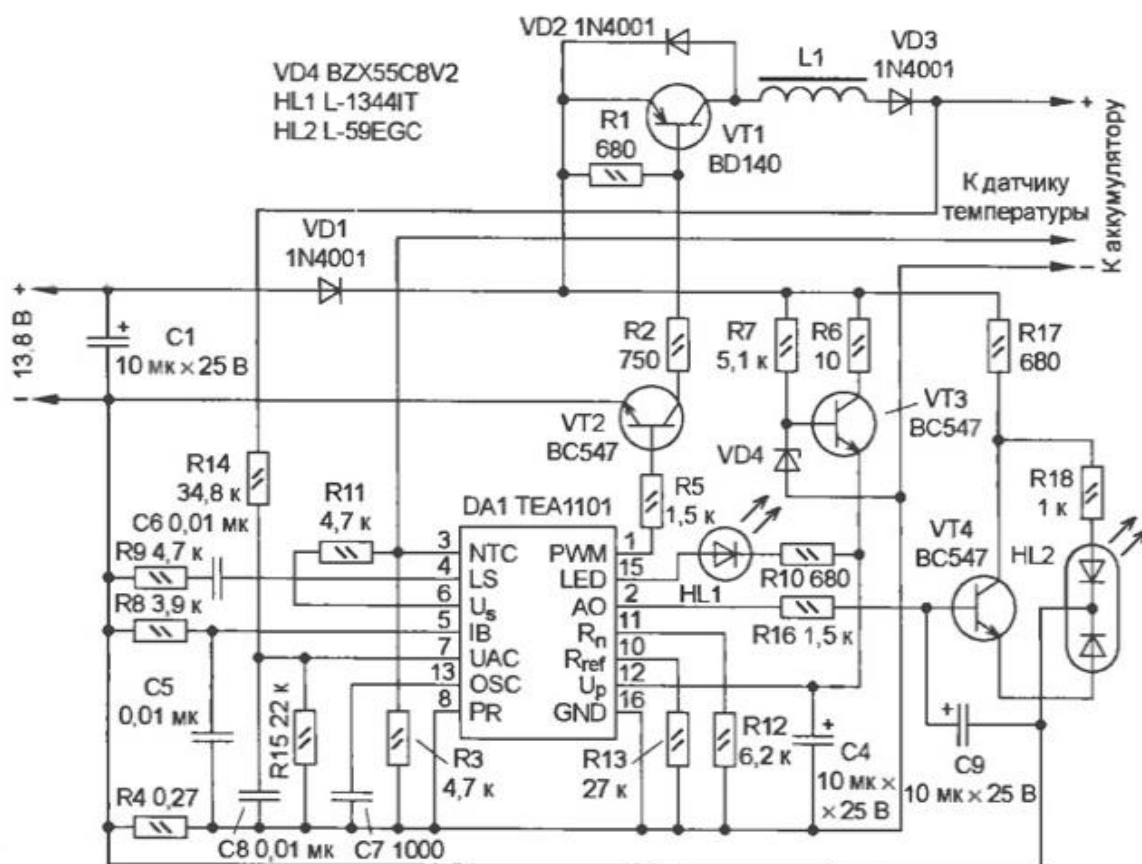 VD2 1N4001
VD3
1N4001
L1
VD4 BZX55C8V2
HL1 L-1344IT
HL2 L-59EGC
R1
680
VT1
BD140
+
К датчику
температуры
-
К аккумулятору
VD1
1N4001
+
13,8 В
-
C1
+
10 мк × 25 В
R2
750
R7
5,1 к
R6
10
R17
680
VT2
BC547
VT3
BC547
VD4
R14
34,8 к
R11
4,7 к
DA1 TEA1101
R5
1,5 к
R18
1 к
C6 0,01 мк
R9 4,7 к
R8 3,9 к
VT4
BC547
HL2
HL1
R10 680
R16 1,5 к
3 NTC PWM 1
4 LS LED 15
6 Us AO 2
5 IB Rn 11
7 UAC Rref 10
13 OSC Up 12
8 PR GND 16
C5
0,01 мк
R15 22 к
R3
4,7 к
R13
27 к
R12
6,2 к
+
C4
10 мк ×
× 25 В
+
C9
10 мк × 25 В
R4 0,27
C8 0,01 мк
C7 1000